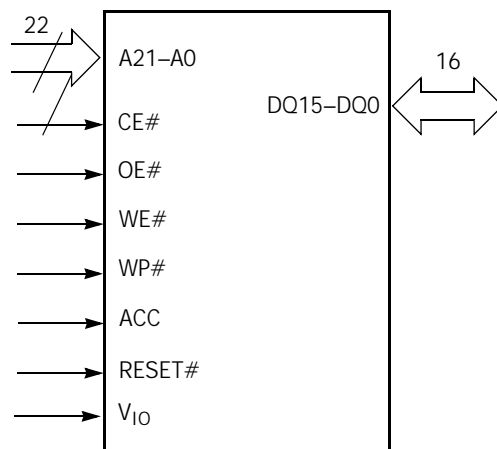 22
A21–A0
16
DQ15–DQ0
CE#
OE#
WE#
WP#
ACC
RESET#
VIO